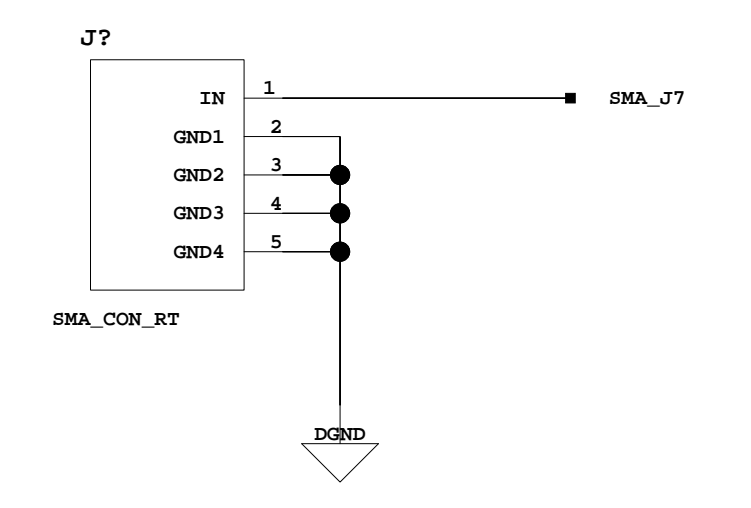 J?
IN 1 SMA_J7
GND1 2
GND2 3
GND3 4
GND4 5
SMA_CON_RT
DGND